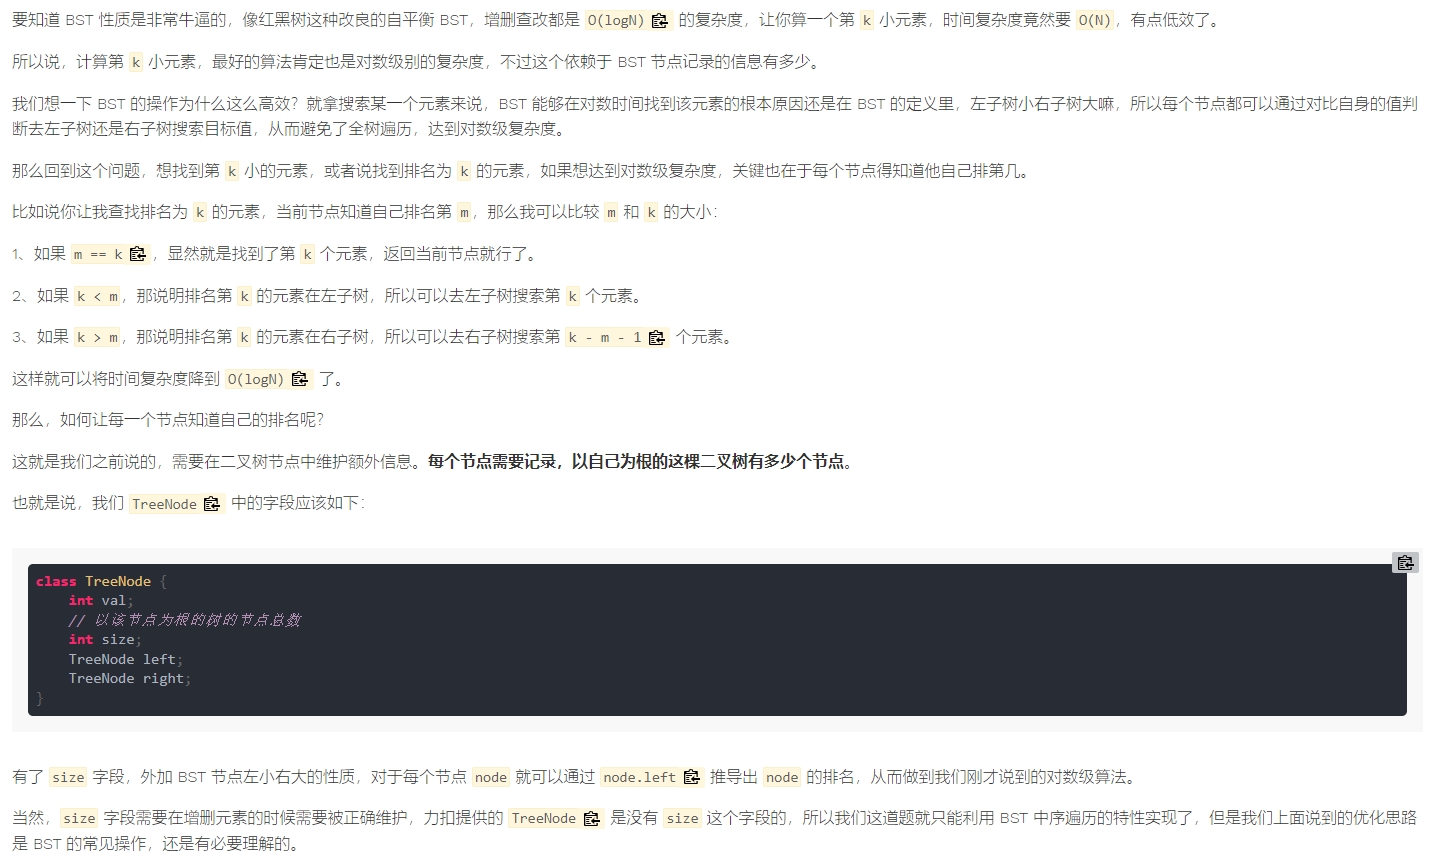 要知道 BST 性质是非常牛逼的，像红黑树这种改良的自平衡 BST，增删查改都是 O(logN) 的复杂度，让你算一个第 k 小元素，时间复杂度竟然要 O(N)，有点低效了。
所以说，计算第 k 小元素，最好的算法肯定也是对数级别的复杂度，不过这个依赖于 BST 节点记录的信息有多少。
我们想一下 BST 的操作为什么这么高效？就拿搜索某一个元素来说，BST 能够在对数时间找到该元素的根本原因还是在 BST 的定义里，左子树小右子树大嘛，所以每个节点都可以通过对比自身的值判
断去左子树还是右子树搜索目标值，从而避免了全树遍历，达到对数级复杂度。
那么回到这个问题，想找到第 k 小的元素，或者说找到排名为 k 的元素，如果想达到对数级复杂度，关键也在于每个节点得知道他自己排第几。
比如说你让我查找排名为 k 的元素，当前节点知道自己排名第 m，那么我可以比较 m 和 k 的大小：
1、如果 m == k ，显然就是找到了第 k 个元素，返回当前节点就行了。
2、如果 k < m，那说明排名第 k 的元素在左子树，所以可以去左子树搜索第 k 个元素。
3、如果 k > m，那说明排名第 k 的元素在右子树，所以可以去右子树搜索第 k - m - 1 个元素。
这样就可以将时间复杂度降到 O(logN) 了。
那么，如何让每一个节点知道自己的排名呢？
这就是我们之前说的，需要在二叉树节点中维护额外信息。每个节点需要记录，以自己为根的这棵二叉树有多少个节点。
也就是说，我们 TreeNode 中的字段应该如下：
class TreeNode {
    int val;
    // 以该节点为根的树的节点总数
    int size;
    TreeNode left;
    TreeNode right;
}
有了 size 字段，外加 BST 节点左小右大的性质，对于每个节点 node 就可以通过 node.left 推导出 node 的排名，从而做到我们刚才说到的对数级算法。
当然，size 字段需要在增删元素的时候需要被正确维护，力扣提供的 TreeNode 是没有 size 这个字段的，所以我们这道题就只能利用 BST 中序遍历的特性实现了，但是我们上面说到的优化思路
是 BST 的常见操作，还是有必要理解的。